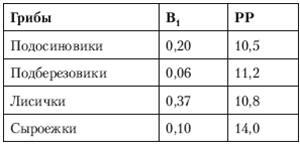 Грибы B1 PP
Подосиновики 0,20 10,5
Подберезовики 0,06 11,2
Лисички 0,37 10,8
Сыроежки 0,10 14,0